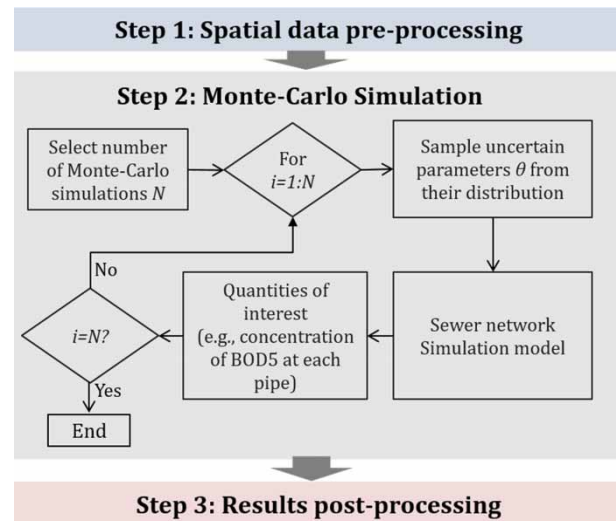 Step 1: Spatial data pre-processing
Step 2: Monte-Carlo Simulation
Select number
of Monte-Carlo
simulations N
For
i=1:N
Sample uncertain
parameters θ from
their distribution
Sewer network
Simulation model
Quantities of
interest
(e.g., concentration
of BOD5 at each
pipe)
i=N?
No
Yes
End
Step 3: Results post-processing